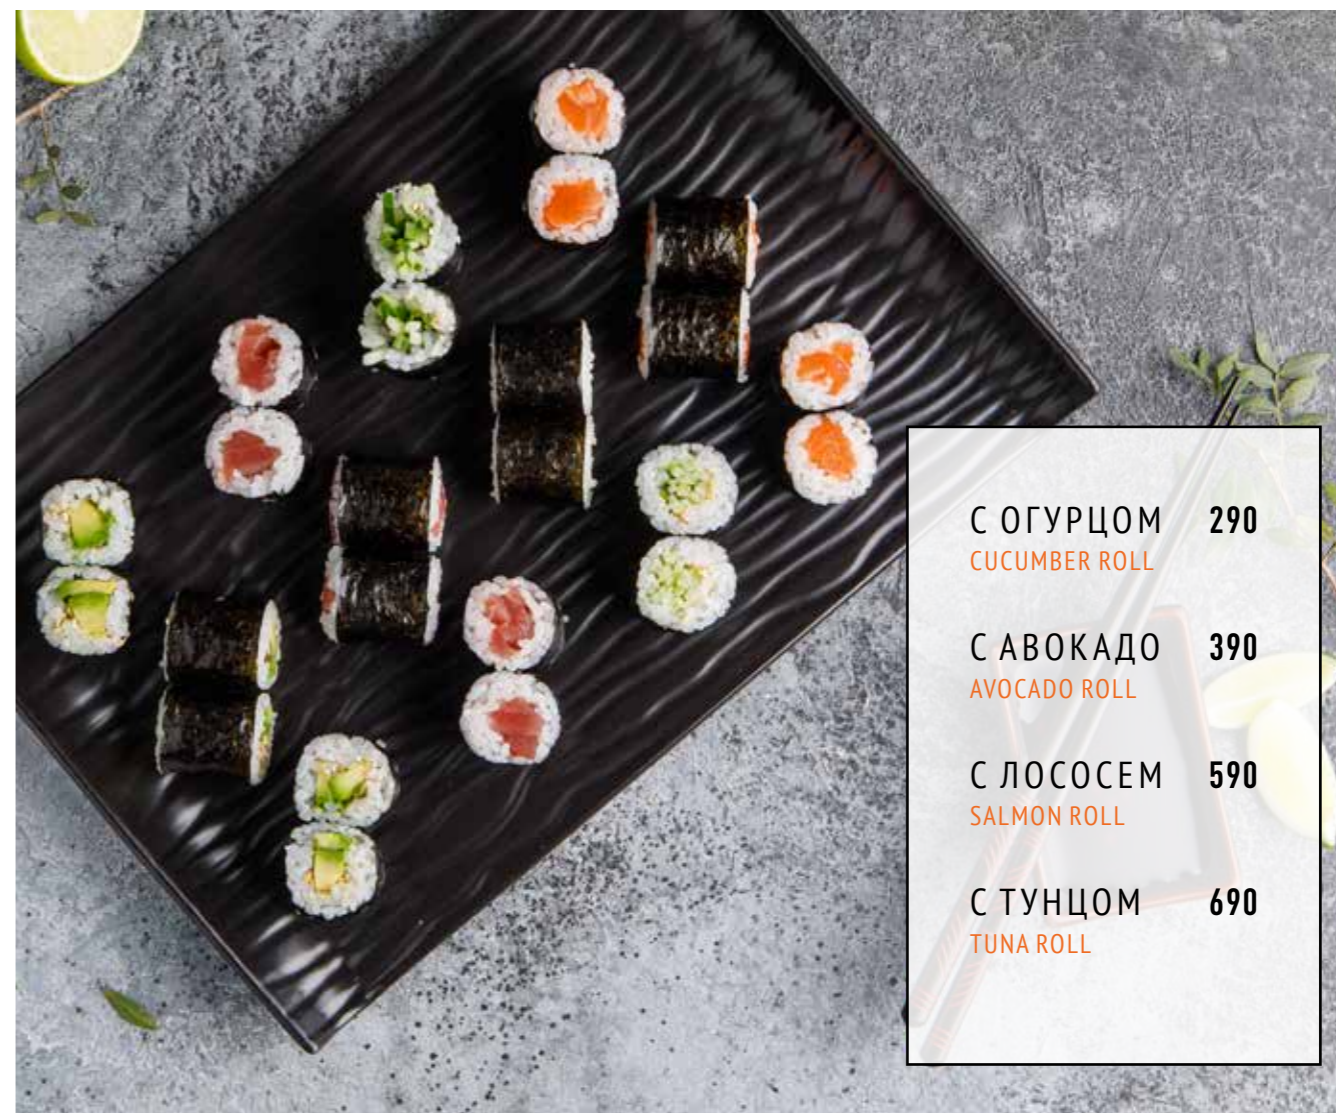 С ОГУРЦОМ 290
CUCUMBER ROLL
С АВОКАДО 390
AVOCADO ROLL
С ЛОСОСЕМ 590
SALMON ROLL
С ТУНЦОМ 690
TUNA ROLL